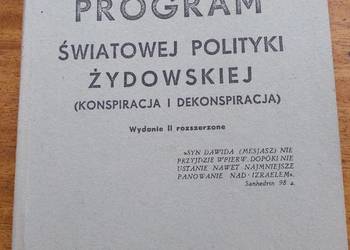 PROGRAM
ŚWIATOWEJ POLITYKI
ŻYDOWSKIEJ
(KONSPIRACJA I DEKONSPIRACJA)
Wydanie II rozszerzone
«SYN DAWIDA (MESJASZ) NIE
PRZYJDZIE WPIERW, DOPÓKI NIE
USTANIE NAWET NAJMNIEJSZE
PANOWANIE NAD IZRAELEM».
Sanhedrin 98 a.